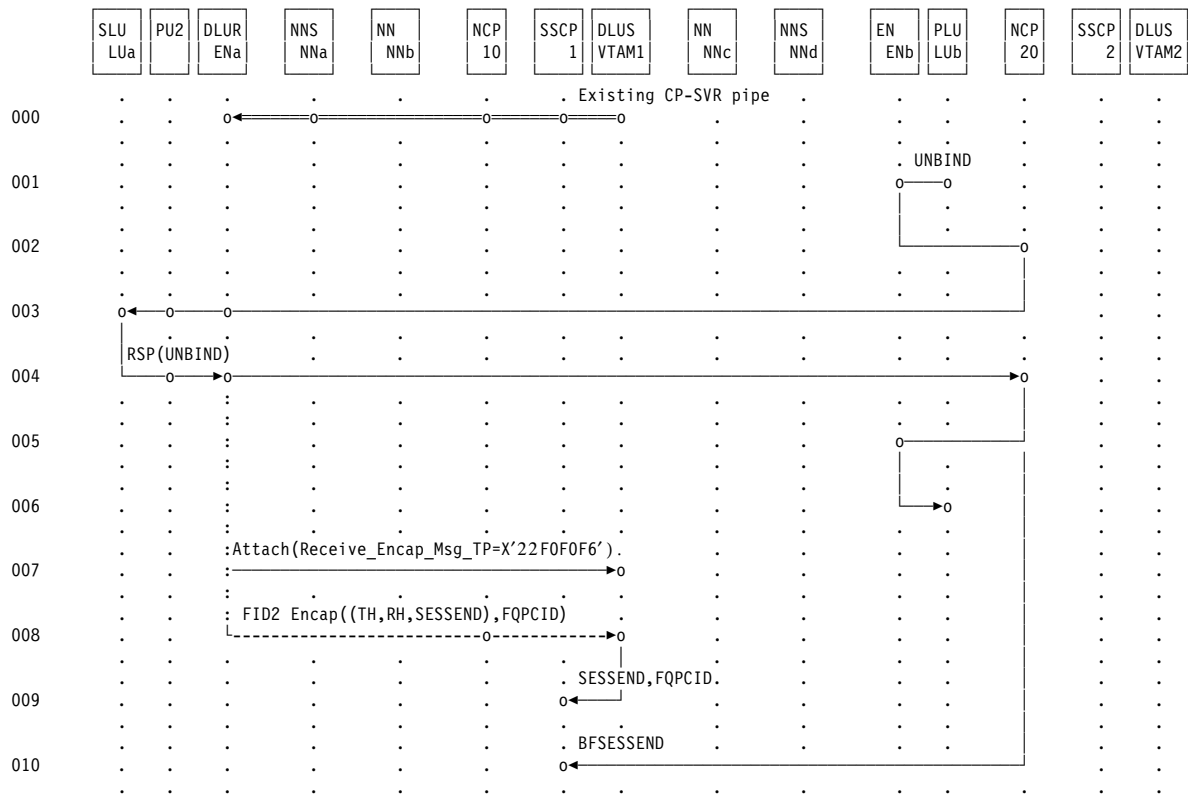 SLU PU2 DLUR NNS NN NCP SSCP DLUS NN NNS EN PLU NCP SSCP DLUS
LUa ENa NNa NNb 10 1 VTAM1 NNc NNd ENb LUb 20 2 VTAM2
Existing CP-SVR pipe
000
UNBIND
001
002
003
RSP(UNBIND)
004
005
006
Attach(Receive_Encap_Msg_TP=X'22F0F0F6').
007
FID2 Encap((TH,RH,SESSEND),FQPCID)
008
SESSEND,FQPCID
009
BFSESSEND
010